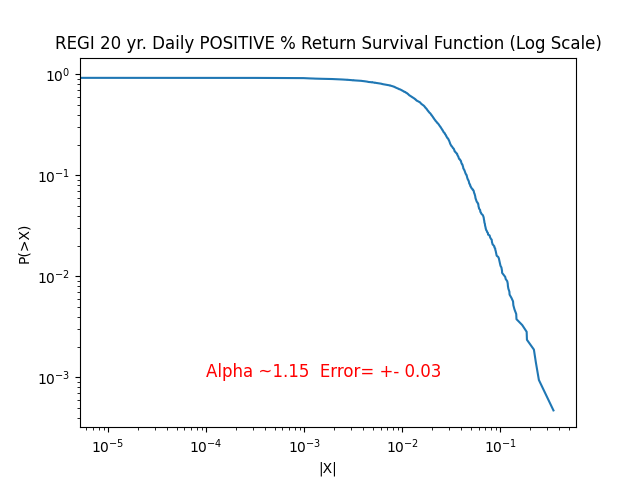 REGI 20 yr. Daily POSITIVE % Return Survival Function (Log Scale)
10⁰
10⁻¹
P(>X)
10⁻²
Alpha ~1.15  Error= +- 0.03
10⁻³
10⁻⁵ 10⁻⁴ 10⁻³ 10⁻² 10⁻¹
|X|